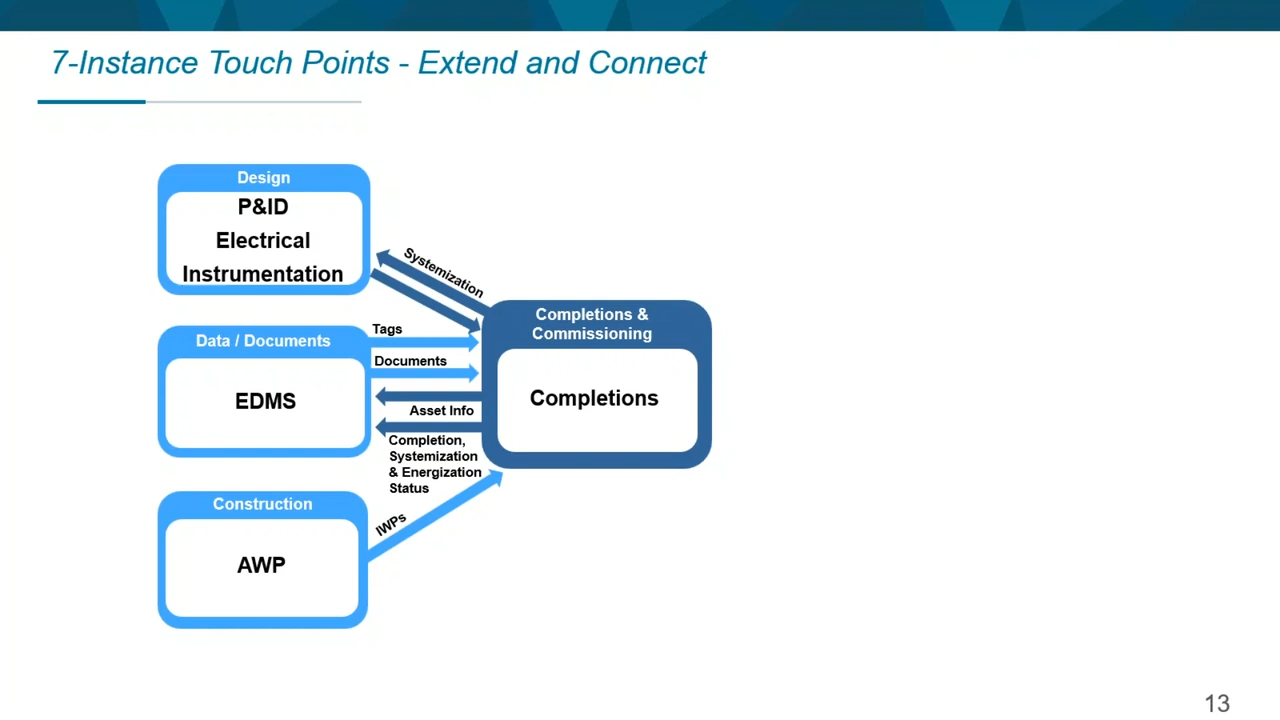 7-Instance Touch Points - Extend and Connect
Design
P&ID
Electrical
Instrumentation
Systemization
Data / Documents
EDMS
Tags
Documents
Asset Info
Completion,
Systemization
& Energization
Status
Completions &
Commissioning
Completions
Construction
AWP
IWPs
13